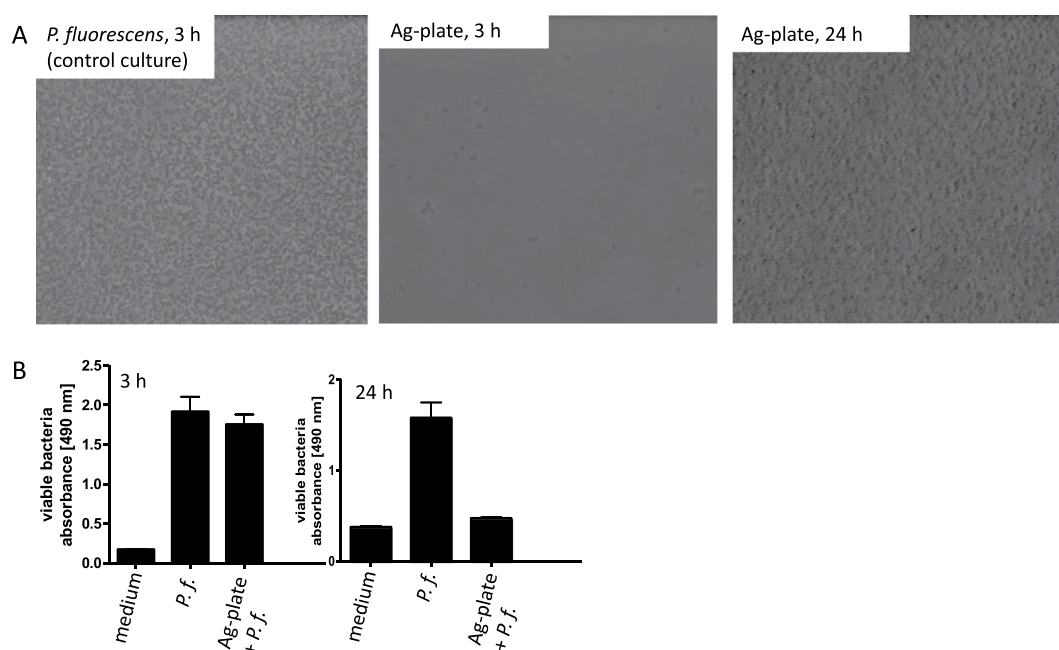 A
P. fluorescens, 3 h
(control culture)
Ag-plate, 3 h
Ag-plate, 24 h
B
3 h
viable bacteria
absorbance [490 nm]
2.5
2.0
1.5
1.0
0.5
0.0
medium
P. f.
Ag-plate
+ P. f.
24 h
viable bacteria
absorbance [490 nm]
2
1
0
medium
P. f.
Ag-plate
+ P. f.